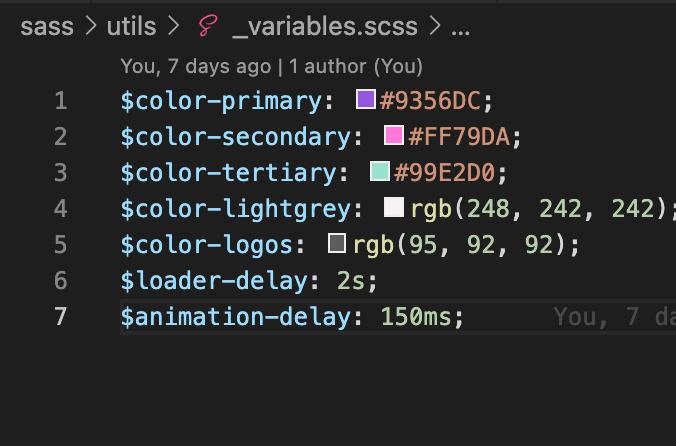 sass > utils > _variables.scss > ...
You, 7 days ago | 1 author (You)
1 $color-primary: #9356DC;
2 $color-secondary: #FF79DA;
3 $color-tertiary: #99E2D0;
4 $color-lightgrey: rgb(248, 242, 242);
5 $color-logos: rgb(95, 92, 92);
6 $loader-delay: 2s;
7 $animation-delay: 150ms; You, 7 da